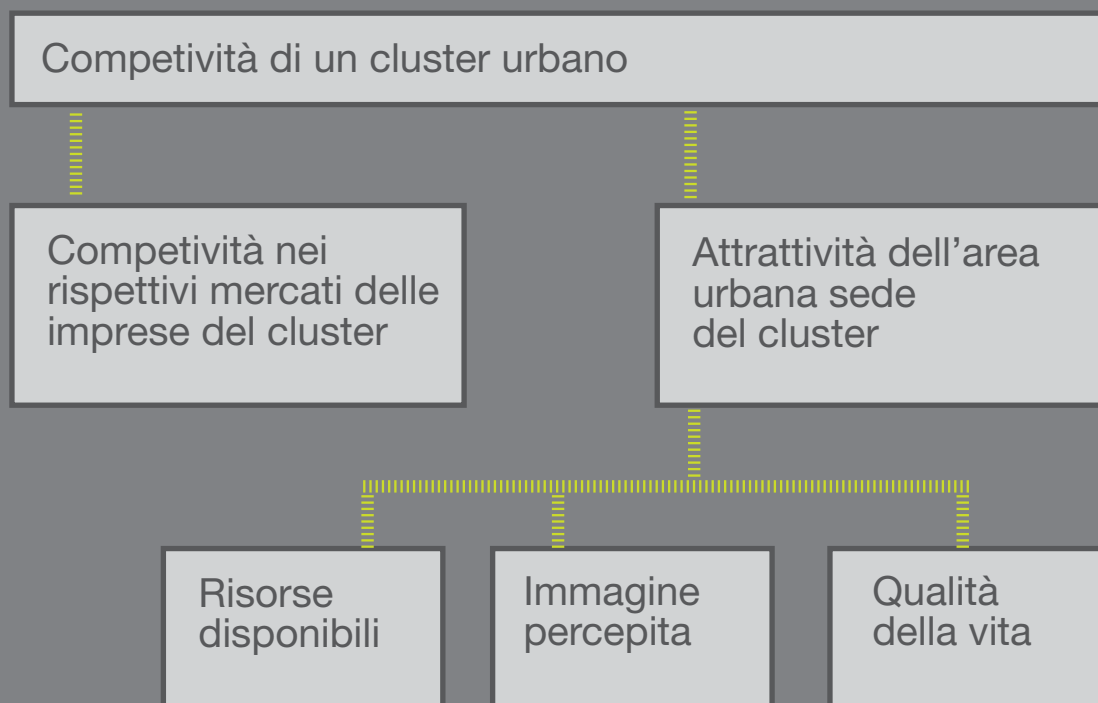 Competività di un cluster urbano
Competività nei
rispettivi mercati delle
imprese del cluster
Attrattività dell’area
urbana sede
del cluster
Risorse
disponibili
Immagine
percepita
Qualità
della vita